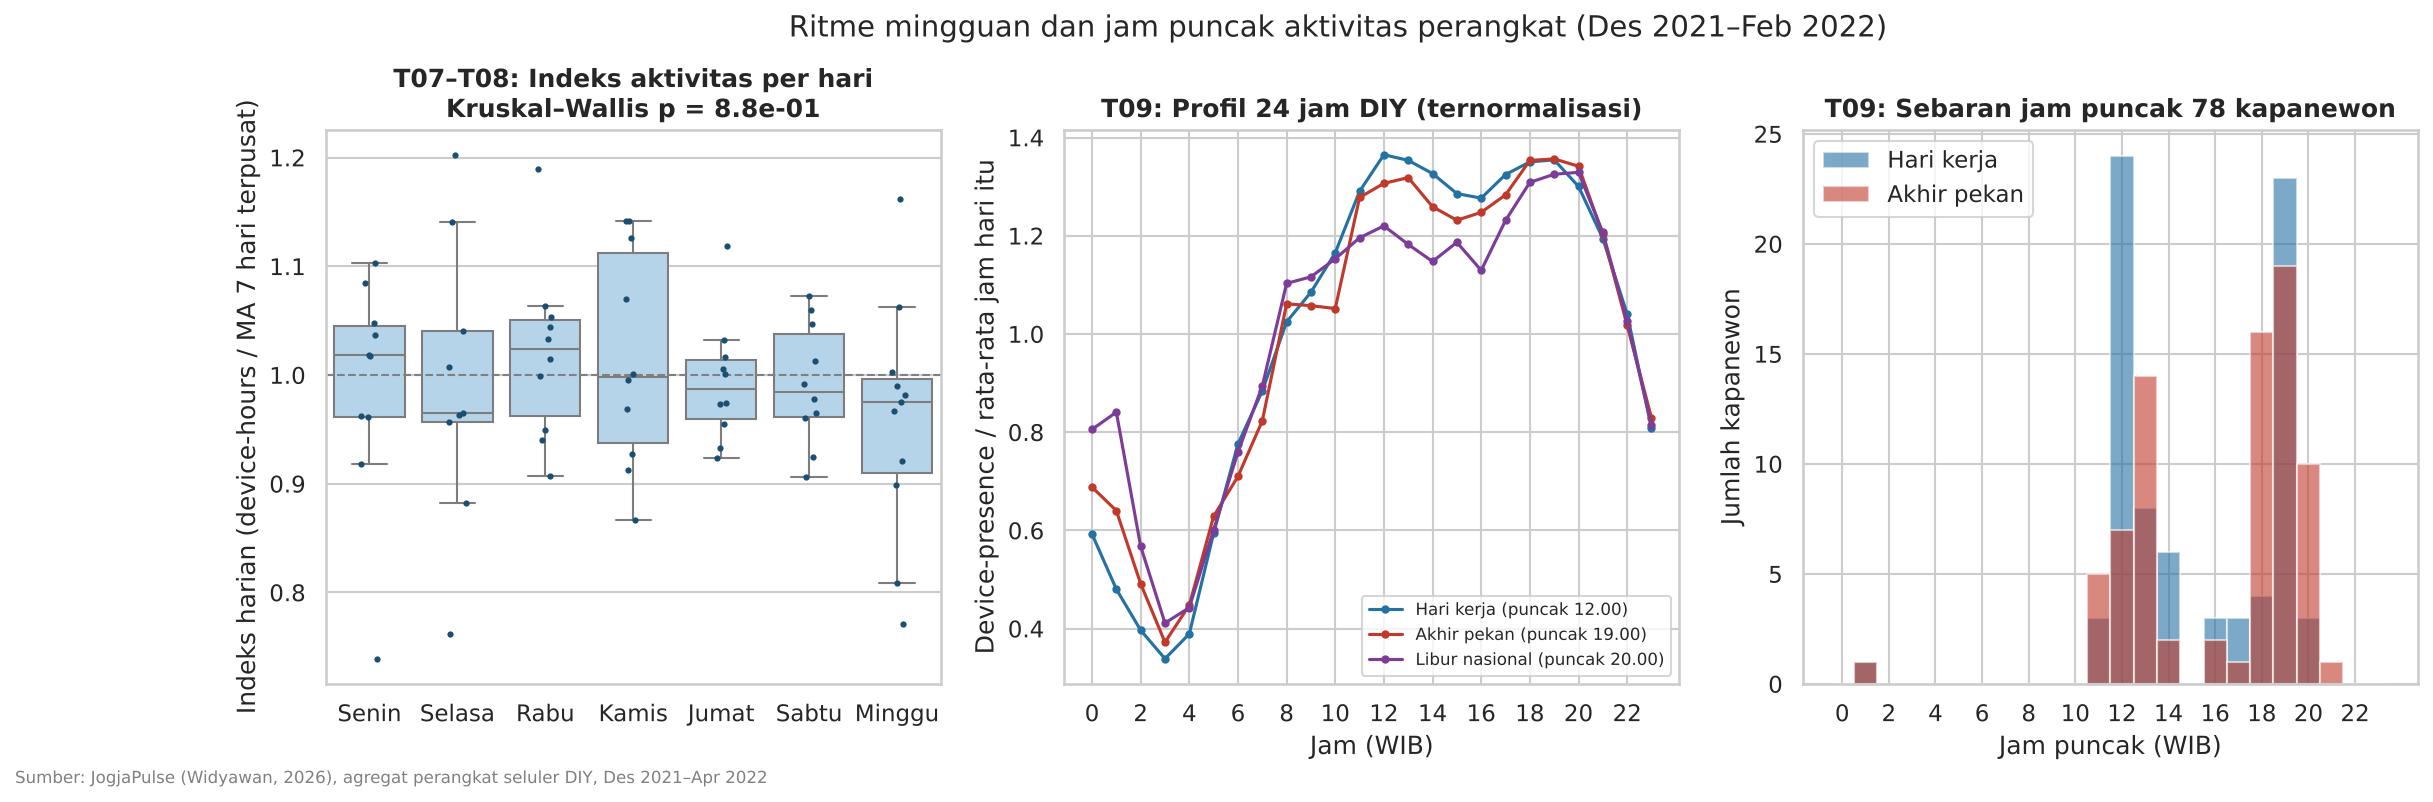 Ritme mingguan dan jam puncak aktivitas perangkat (Des 2021–Feb 2022)
T07–T08: Indeks aktivitas per hari
Kruskal–Wallis p = 8.8e-01
Indeks harian (device-hours / MA 7 hari terpusat)
1.2
1.1
1.0
0.9
0.8
Senin Selasa Rabu Kamis Jumat Sabtu Minggu
T09: Profil 24 jam DIY (ternormalisasi)
Device-presence / rata-rata jam hari itu
1.4
1.2
1.0
0.8
0.6
0.4
Hari kerja (puncak 12.00)
Akhir pekan (puncak 19.00)
Libur nasional (puncak 20.00)
0 2 4 6 8 10 12 14 16 18 20 22
Jam (WIB)
T09: Sebaran jam puncak 78 kapanewon
Jumlah kapanewon
25
20
15
10
5
0
Hari kerja
Akhir pekan
0 2 4 6 8 10 12 14 16 18 20 22
Jam puncak (WIB)
Sumber: JogjaPulse (Widyawan, 2026), agregat perangkat seluler DIY, Des 2021–Apr 2022